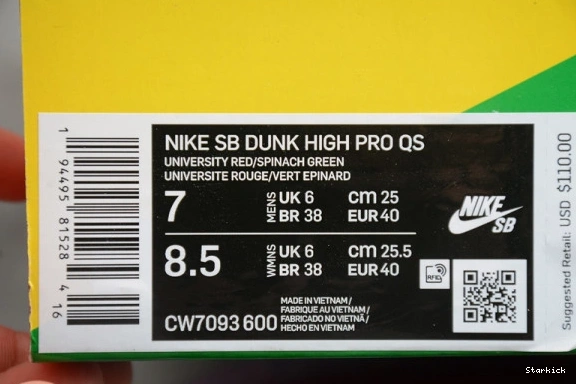 NIKE SB DUNK HIGH PRO QS
UNIVERSITY RED/SPINACH GREEN
UNIVERSITE ROUGE/VERT EPINARD
7 MENS UK 6 CM 25
BR 38 EUR 40
8.5 WMNS UK 6 CM 25.5
BR 38 EUR 40
CW7093 600
MADE IN VIETNAM /
FABRIQUE AU VIETNAM /
FABRICADO NO VIETNÃ /
HECHO EN VIETNAM
NIKE
SB
RFID
1 94495 81528 4 16
Suggested Retail: USD $110.00
Starkick